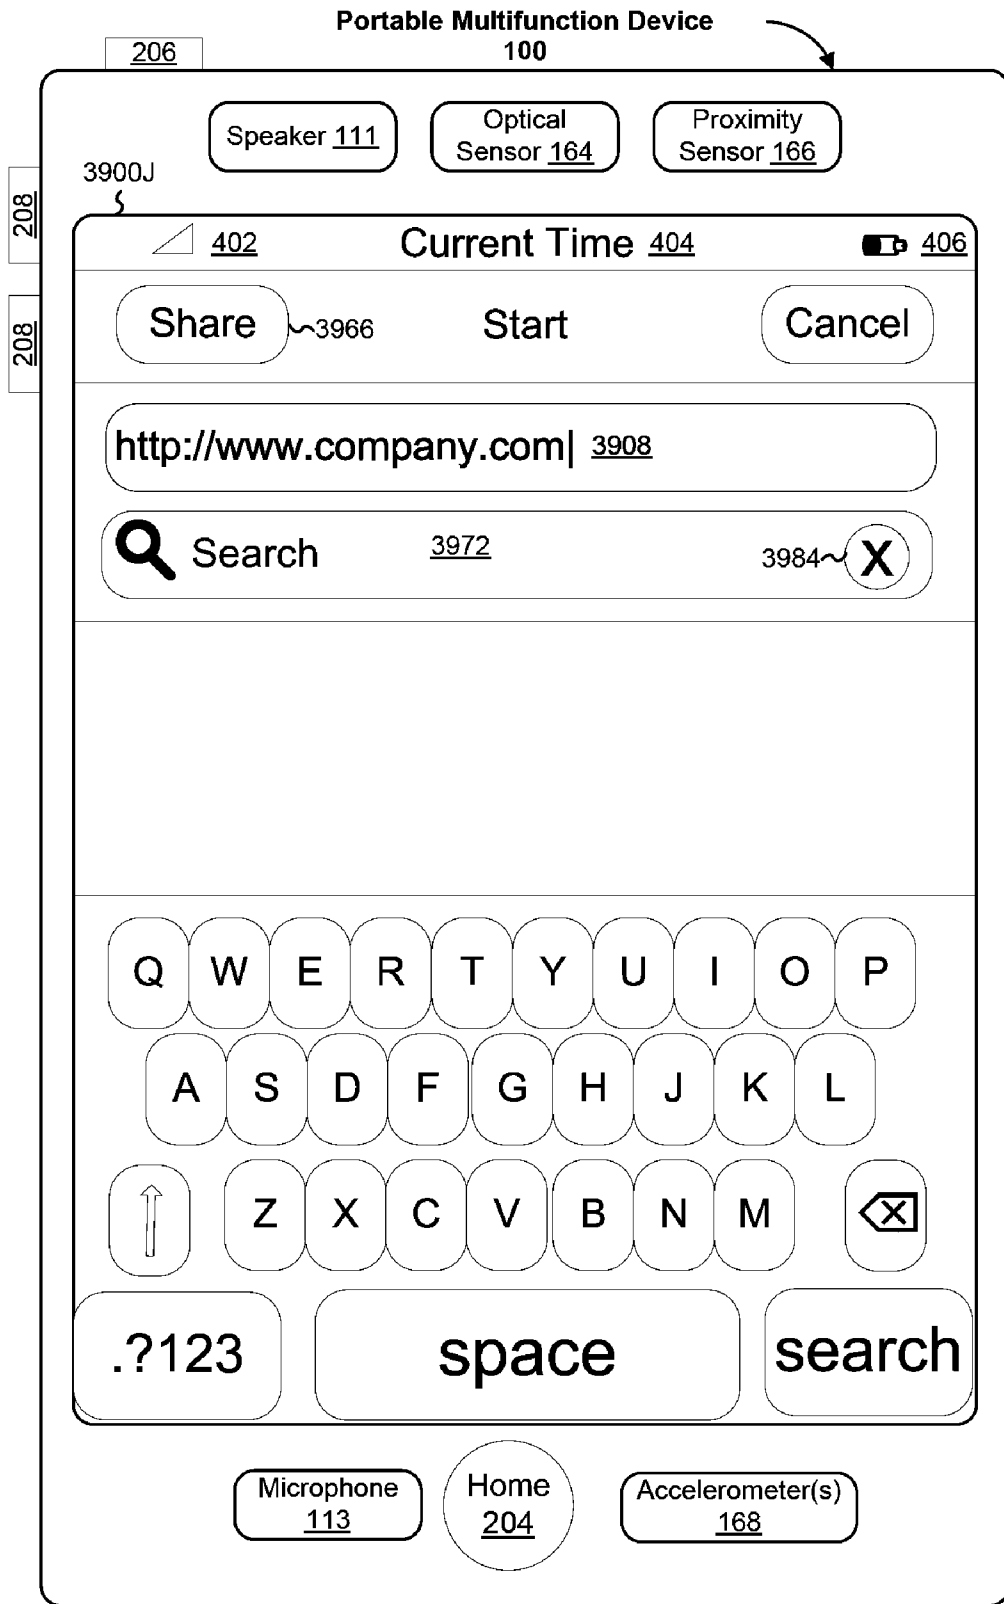 Portable Multifunction Device
100
206
Speaker 111
Optical
Sensor 164
Proximity
Sensor 166
3900J
208
208
402
Current Time 404
406
Share
3966
Start
Cancel
http://www.company.com| 3908
Search
3972
3984
X
Q W E R T Y U I O P
A S D F G H J K L
Z X C V B N M
.?123
space
search
Microphone
113
Home
204
Accelerometer(s)
168